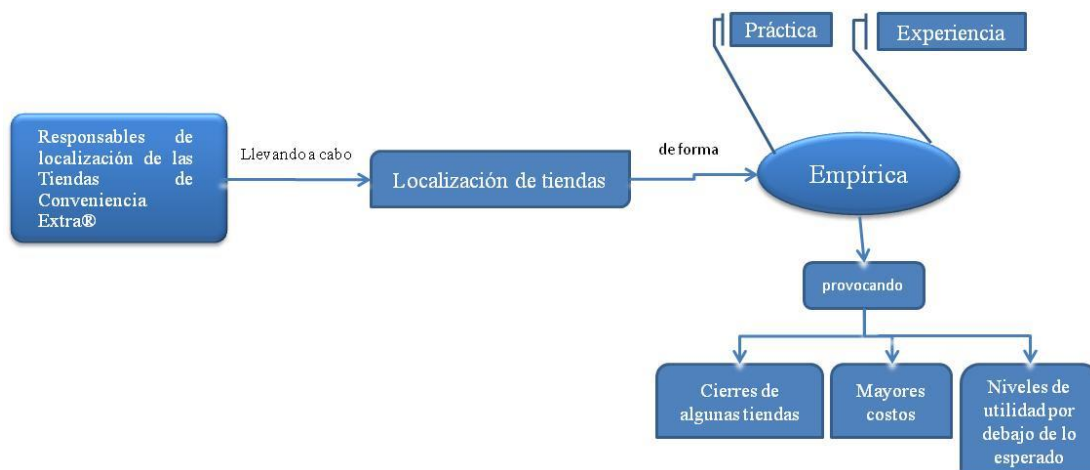 Práctica
Experiencia
Responsables de
localización de las
Tiendas de
Conveniencia
Extra®
Llevando a cabo
Localización de tiendas
de forma
Empírica
provocando
Cierres de
algunas tiendas
Mayores
costos
Niveles de
utilidad por
debajo de lo
esperado